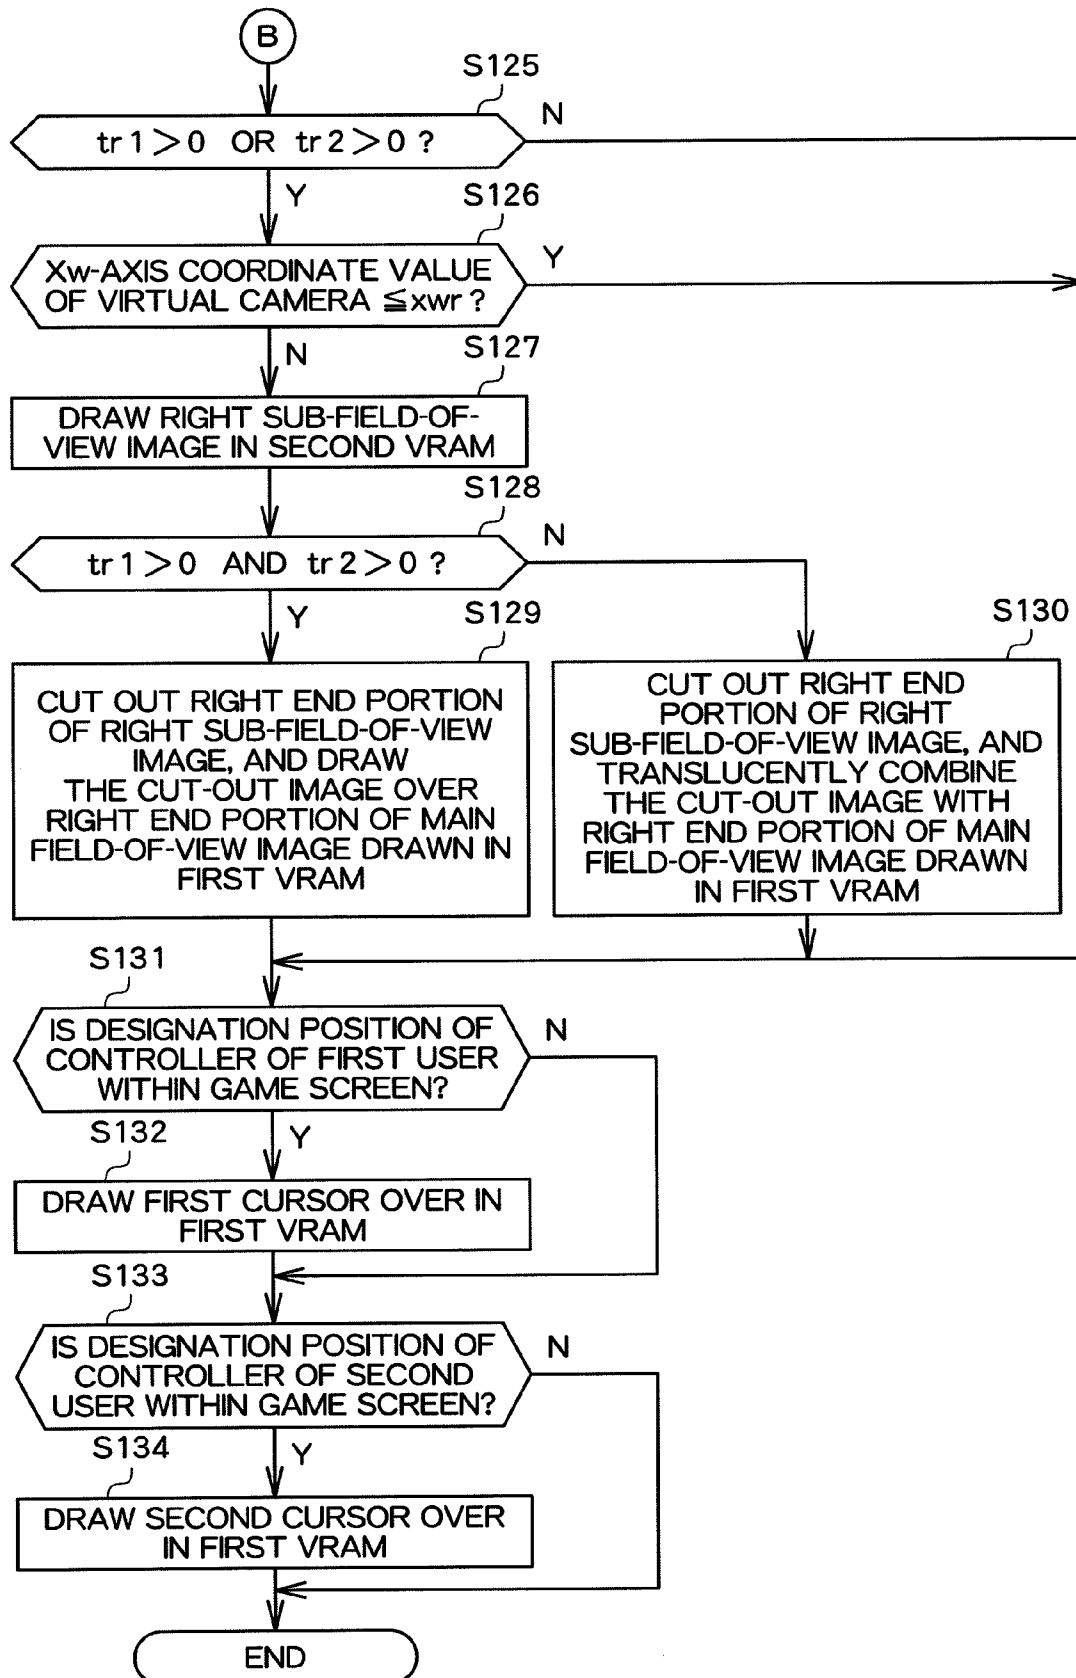 B
S125
tr1>0 OR tr2>0?
N
Y
S126
Xw-AXIS COORDINATE VALUE
OF VIRTUAL CAMERA ≦xwr?
Y
N
S127
DRAW RIGHT SUB-FIELD-OF-
VIEW IMAGE IN SECOND VRAM
S128
tr1>0 AND tr2>0?
N
Y
S129
CUT OUT RIGHT END PORTION
OF RIGHT SUB-FIELD-OF-VIEW
IMAGE, AND DRAW
THE CUT-OUT IMAGE OVER
RIGHT END PORTION OF MAIN
FIELD-OF-VIEW IMAGE DRAWN IN
FIRST VRAM
S130
CUT OUT RIGHT END
PORTION OF RIGHT
SUB-FIELD-OF-VIEW IMAGE, AND
TRANSLUCENTLY COMBINE
THE CUT-OUT IMAGE WITH
RIGHT END PORTION OF MAIN
FIELD-OF-VIEW IMAGE DRAWN
IN FIRST VRAM
S131
IS DESIGNATION POSITION OF
CONTROLLER OF FIRST USER
WITHIN GAME SCREEN?
N
Y
S132
DRAW FIRST CURSOR OVER IN
FIRST VRAM
S133
IS DESIGNATION POSITION OF
CONTROLLER OF SECOND
USER WITHIN GAME SCREEN?
N
Y
S134
DRAW SECOND CURSOR OVER
IN FIRST VRAM
END